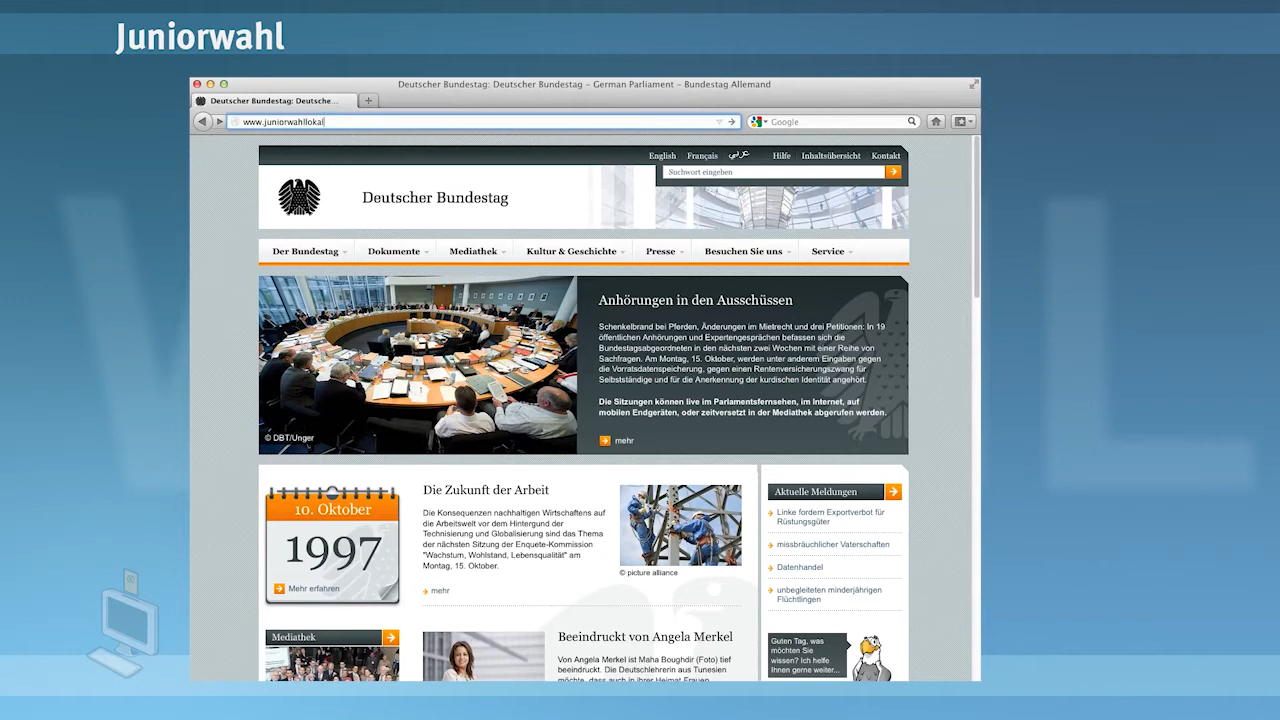 Juniorwahl
Deutscher Bundestag: Deutscher Bundestag – German Parliament – Bundestag Allemand
Deutscher Bundestag: Deutsche...
www.juniorwahllokal
Google
English Français عربي Hilfe Inhaltsübersicht Kontakt
Suchwort eingeben
Deutscher Bundestag
Der Bundestag Dokumente Mediathek Kultur & Geschichte Presse Besuchen Sie uns Service
Anhörungen in den Ausschüssen
Schenkelbrand bei Pferden, Änderungen im Mietrecht und drei Petitionen: In 19
öffentlichen Anhörungen und Expertengesprächen befassen sich die
Bundestagsabgeordneten in den nächsten zwei Wochen mit einer Reihe von
Sachfragen. Am Montag, 15. Oktober, werden unter anderem Eingaben gegen
die Vorratsdatenspeicherung, gegen einen Rentenversicherungszwang für
Selbstständige und für die Anerkennung der kurdischen Identität angehört.
Die Sitzungen können live im Parlamentsfernsehen, im Internet, auf
mobilen Endgeräten, oder zeitversetzt in der Mediathek abgerufen werden.
mehr
© DBT/Unger
10. Oktober
1997
Mehr erfahren
Die Zukunft der Arbeit
Die Konsequenzen nachhaltigen Wirtschaftens auf
die Arbeitswelt vor dem Hintergrund der
Technisierung und Globalisierung sind das Thema
der nächsten Sitzung der Enquete-Kommission
"Wachstum, Wohlstand, Lebensqualität" am
Montag, 15. Oktober.
mehr
© picture alliance
Aktuelle Meldungen
Linke fordern Exportverbot für
Rüstungsgüter
missbräuchlicher Vaterschaften
Datenhandel
unbegleiteten minderjährigen
Flüchtlingen
Mediathek
Beeindruckt von Angela Merkel
Von Angela Merkel ist Maha Boughdir (Foto) tief
beeindruckt. Die Deutschlehrerin aus Tunesien
möchte, dass auch in ihrer Heimat Frauen
Guten Tag, was
möchten Sie
wissen? Ich helfe
Ihnen gerne weiter...